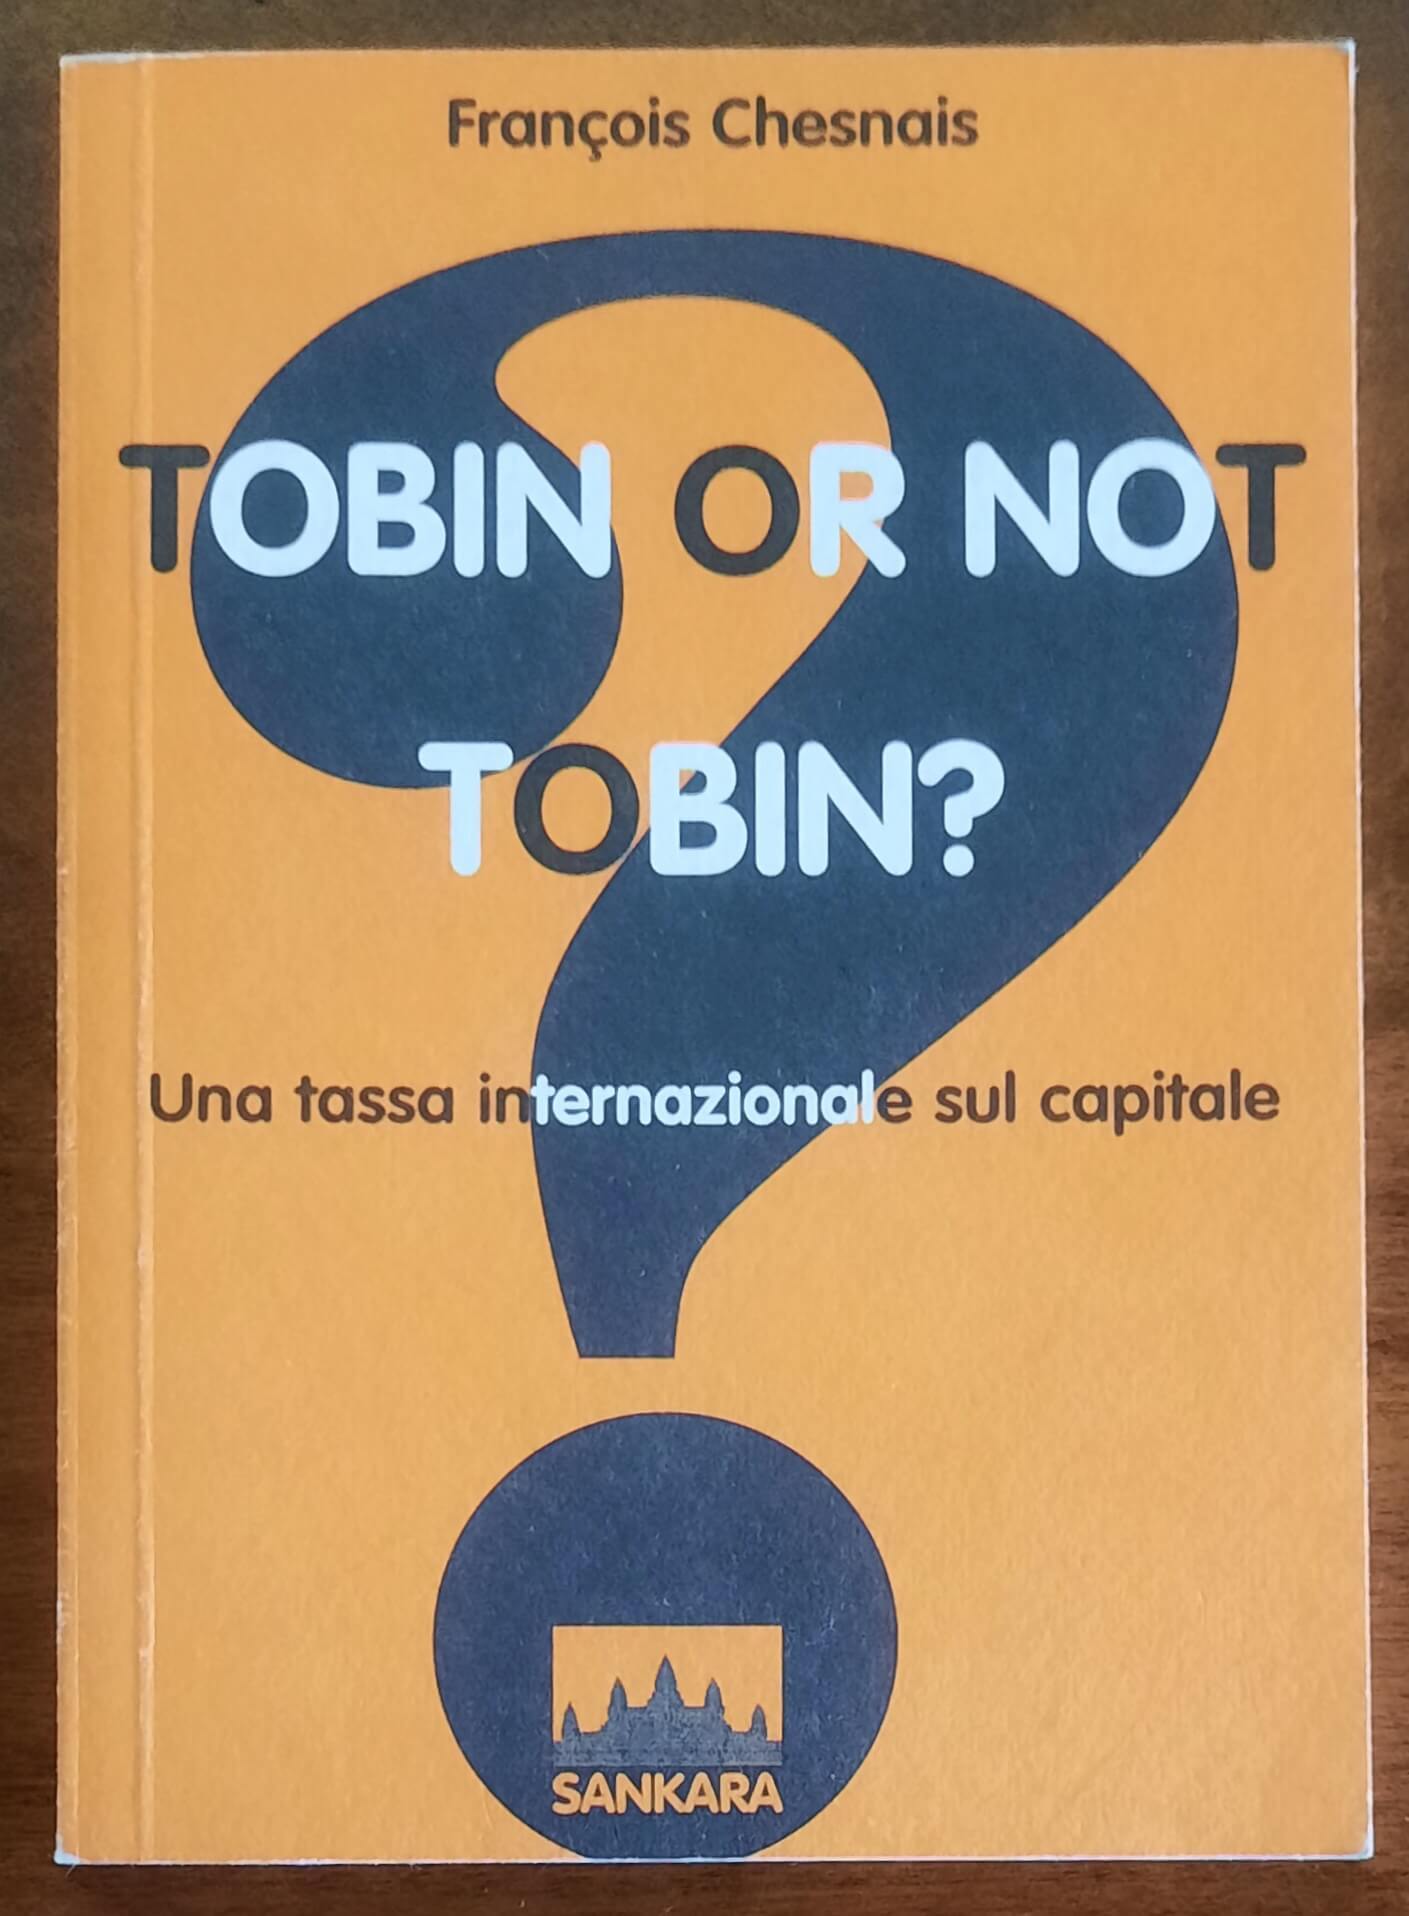 François Chesnais
TOBIN OR NOT
TOBIN?
Una tassa internazionale sul capitale
SANKARA